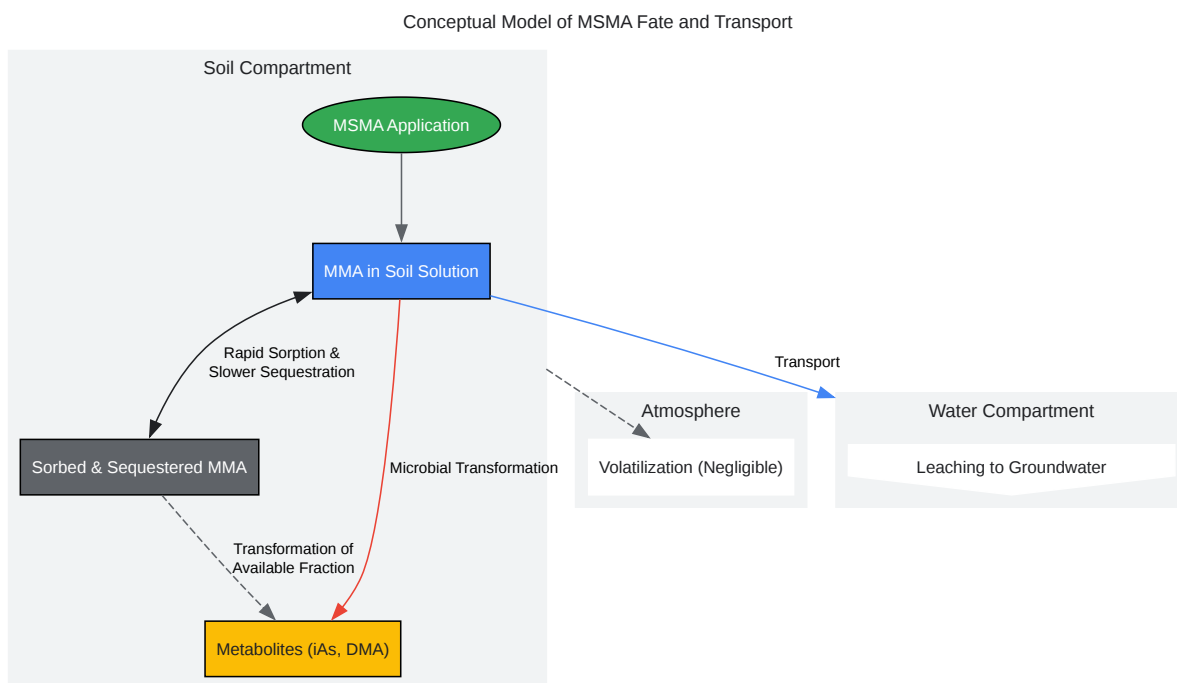 Conceptual Model of MSMA Fate and Transport
Soil Compartment
MSMA Application
MMA in Soil Solution
Rapid Sorption &
Slower Sequestration
Transport
Atmosphere
Water Compartment
Sorbed & Sequestered MMA
Microbial Transformation
Volatilization (Negligible)
Leaching to Groundwater
Transformation of
Available Fraction
Metabolites (iAs, DMA)